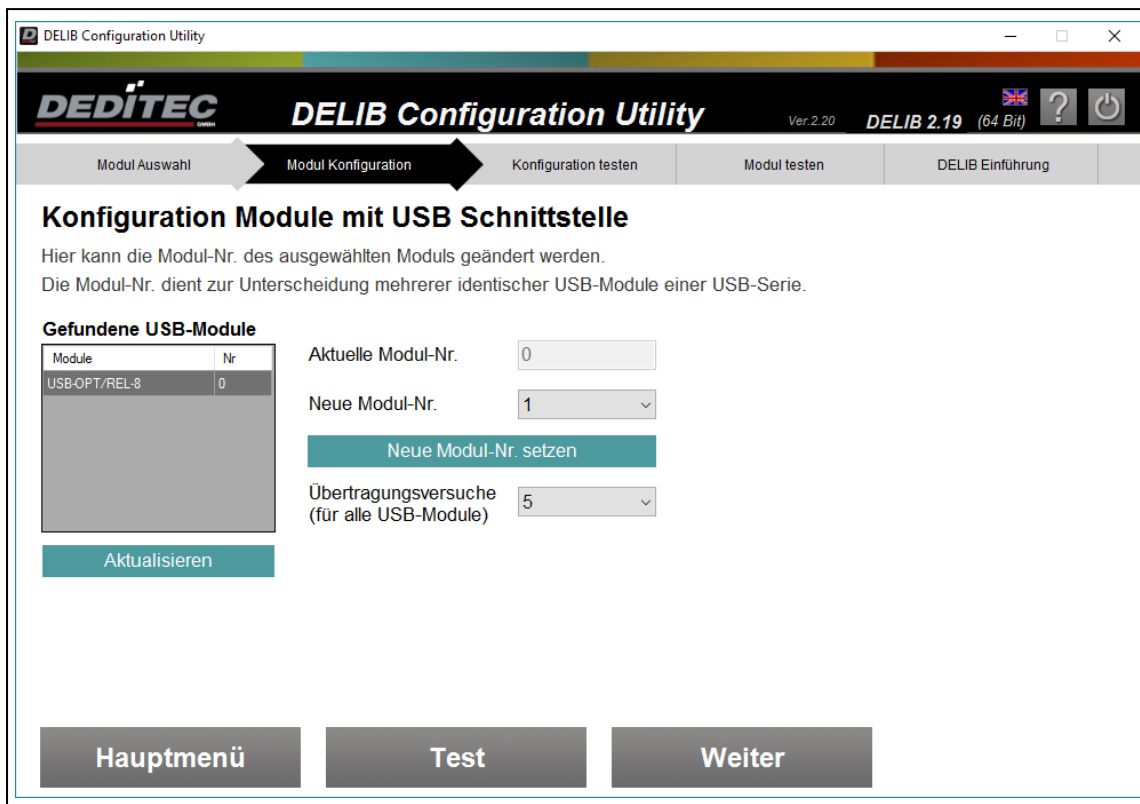 DELIB Configuration Utility
DEDITEC
GMBH
DELIB Configuration Utility
Ver.2.20
DELIB 2.19 (64 Bit)
?
Modul Auswahl
Modul Konfiguration
Konfiguration testen
Modul testen
DELIB Einführung
Konfiguration Module mit USB Schnittstelle
Hier kann die Modul-Nr. des ausgewählten Moduls geändert werden.
Die Modul-Nr. dient zur Unterscheidung mehrerer identischer USB-Module einer USB-Serie.
Gefundene USB-Module
Module Nr
USB-OPT/REL-8 0
Aktualisieren
Aktuelle Modul-Nr. 0
Neue Modul-Nr. 1
Neue Modul-Nr. setzen
Übertragungsversuche
(für alle USB-Module) 5
Hauptmenü
Test
Weiter